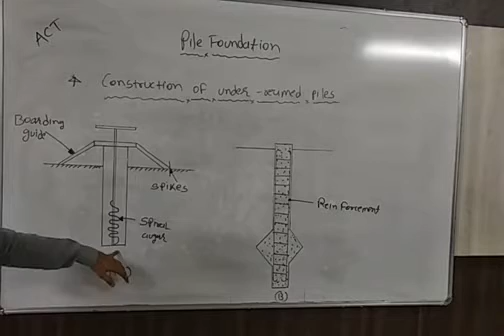 ACT
Pile Foundation
* Construction of under-reamed piles
Boarding
guide
spikes
Spiral
auger
Reinforcement